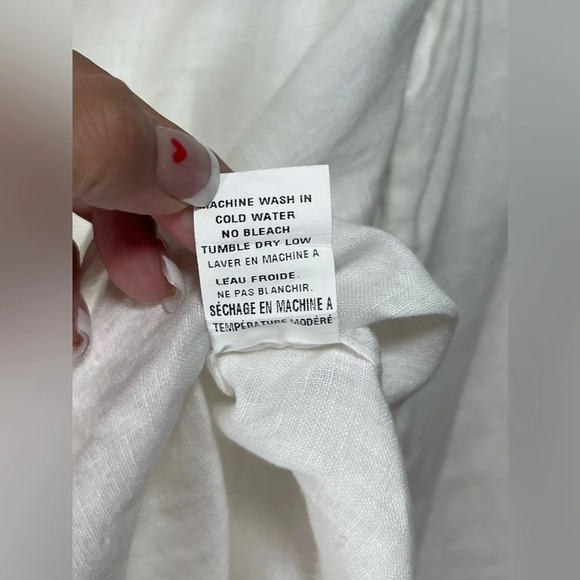 MACHINE WASH IN
COLD WATER
NO BLEACH
TUMBLE DRY LOW
LAVER EN MACHINE A
LEAU FROIDE.
NE PAS BLANCHIR.
SÉCHAGE EN MACHINE A
TEMPÉRATURE MODÉRÉ